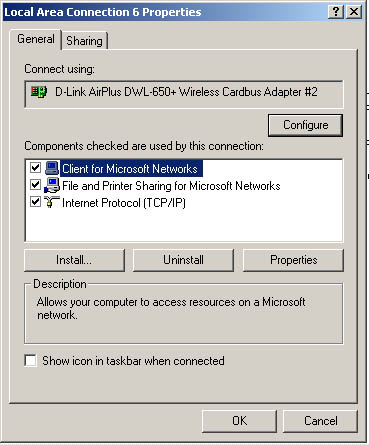 Local Area Connection 6 Properties
General Sharing
Connect using:
D-Link AirPlus DWL-650+ Wireless Cardbus Adapter #2
Configure
Components checked are used by this connection:
Client for Microsoft Networks
File and Printer Sharing for Microsoft Networks
Internet Protocol (TCP/IP)
Install... Uninstall Properties
Description
Allows your computer to access resources on a Microsoft
network.
Show icon in taskbar when connected
OK Cancel